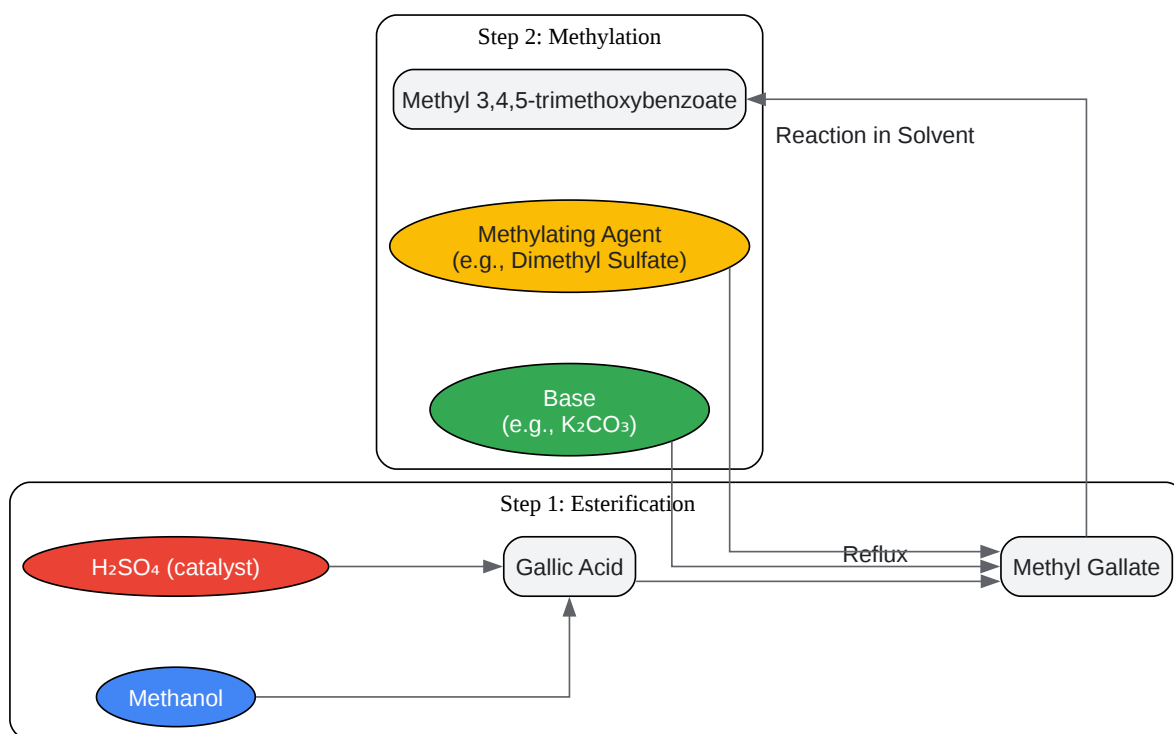 Step 2: Methylation
Methyl 3,4,5-trimethoxybenzoate
Reaction in Solvent
Methylating Agent
(e.g., Dimethyl Sulfate)
Base
(e.g., K₂CO₃)
Step 1: Esterification
H₂SO₄ (catalyst)
Gallic Acid
Reflux
Methyl Gallate
Methanol